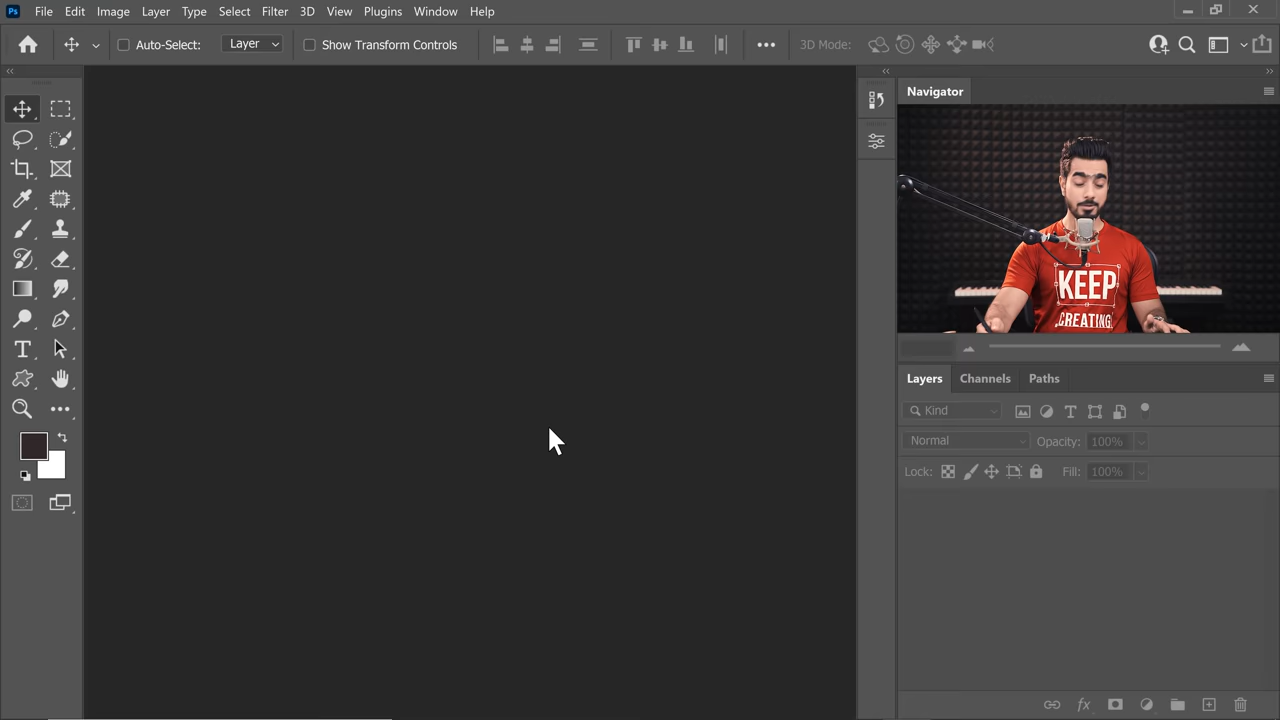 Ps File Edit Image Layer Type Select Filter 3D View Plugins Window Help
Auto-Select: Layer Show Transform Controls 3D Mode:
Navigator
KEEP
CREATING
Layers Channels Paths
Kind
Normal Opacity: 100%
Lock: Fill: 100%